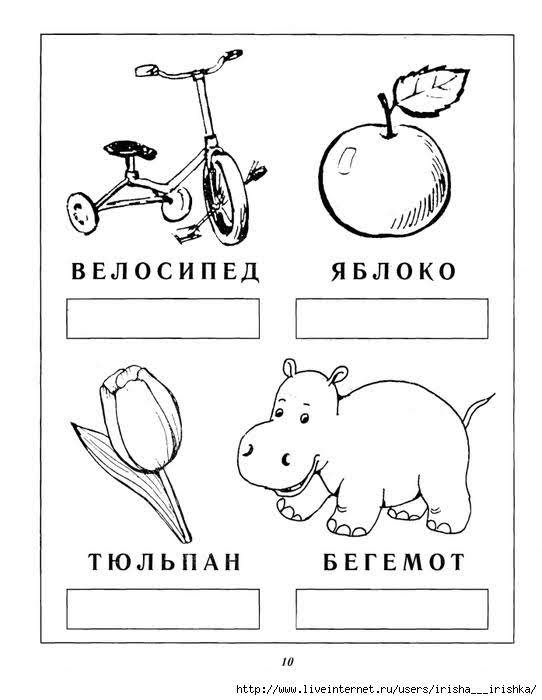 ВЕЛОСИПЕД
ЯБЛОКО
ТЮЛЬПАН
БЕГЕМОТ
10
http://www.liveinternet.ru/users/irisha___irishka/